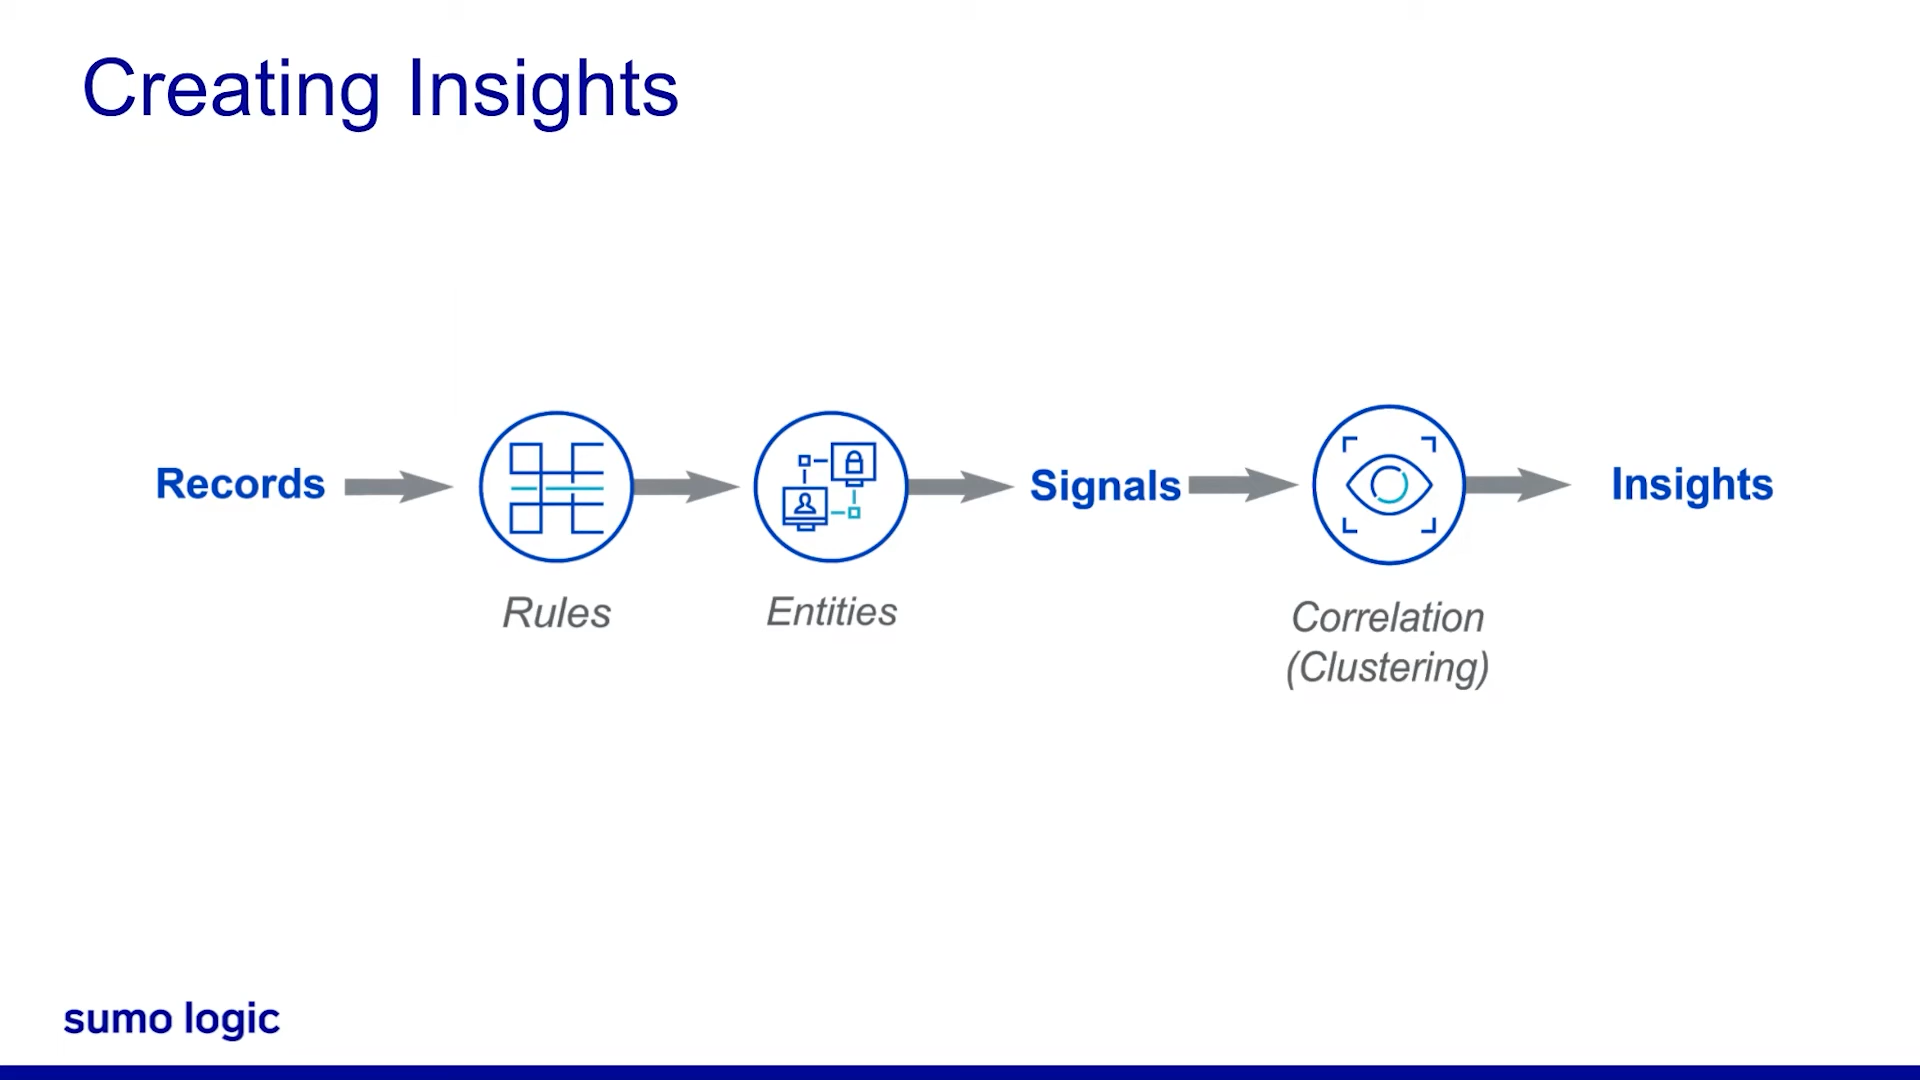 Creating Insights
Records
Signals
Insights
Rules
Entities
Correlation
(Clustering)
sumo logic